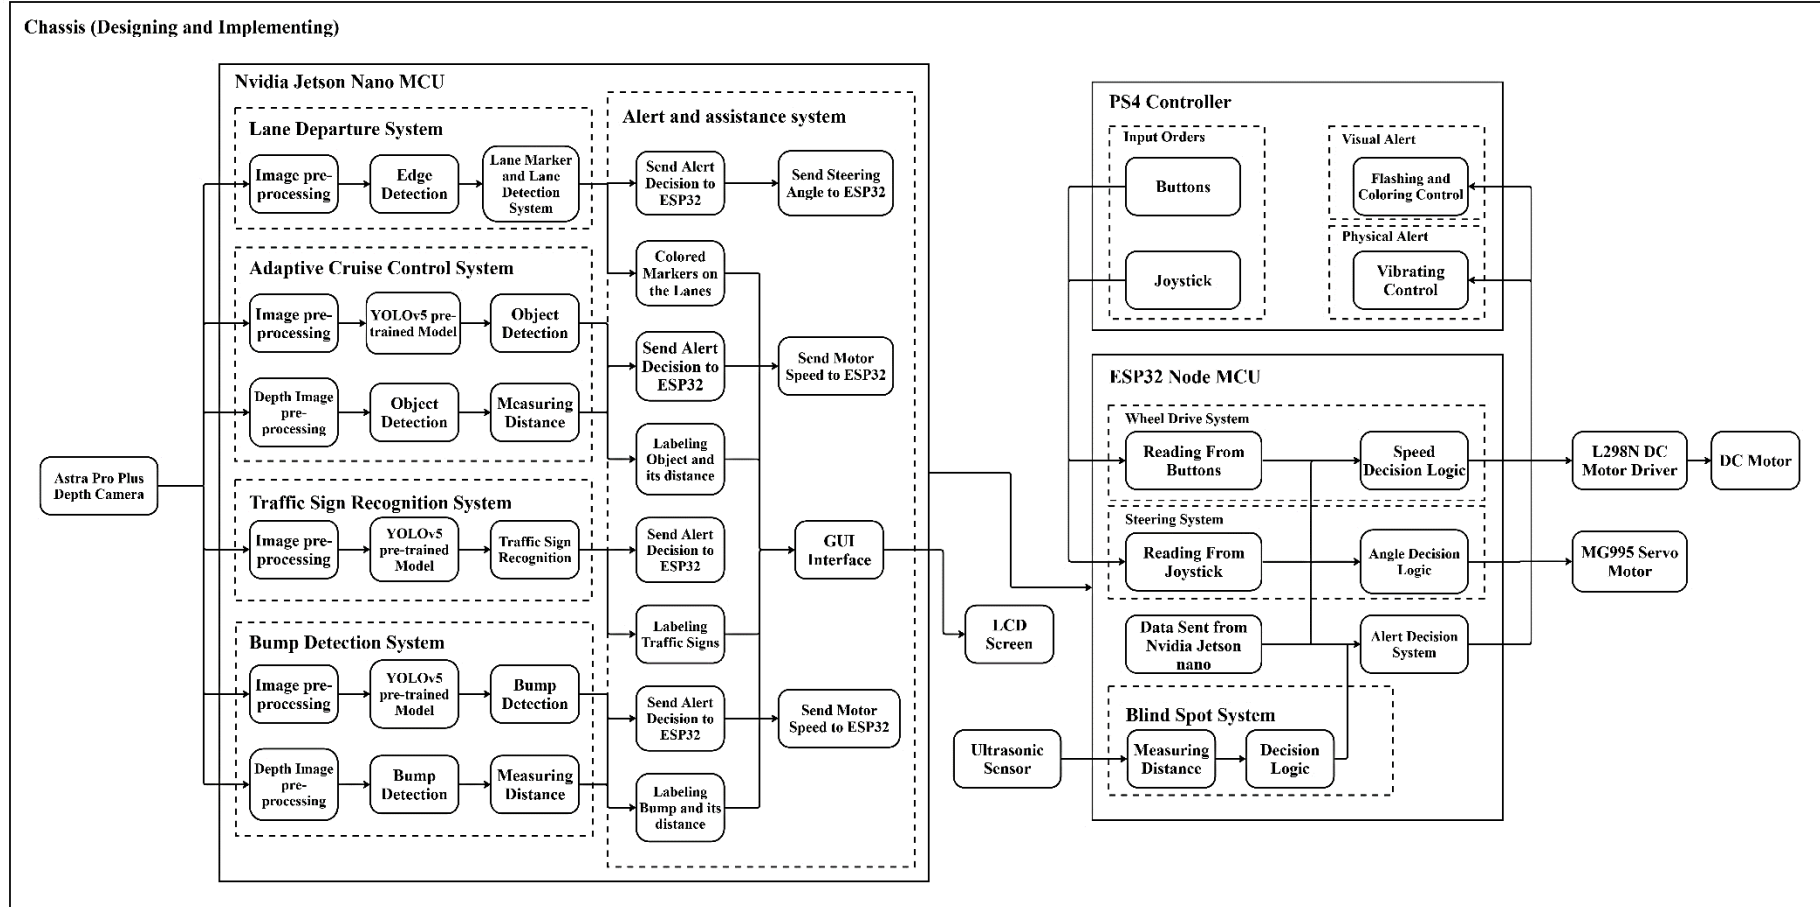 Chassis (Designing and Implementing)
Nvidia Jetson Nano MCU
Lane Departure System
Image pre-
processing
Edge
Detection
Lane Marker
and Lane
Detection
System
Adaptive Cruise Control System
Image pre-
processing
YOLOv5 pre-
trained Model
Object
Detection
Depth Image
pre-
processing
Object
Detection
Measuring
Distance
Astra Pro Plus
Depth Camera
Traffic Sign Recognition System
Image pre-
processing
YOLOv5
pre-trained
Model
Traffic Sign
Recognition
Bump Detection System
Image pre-
processing
YOLOv5
pre-trained
Model
Bump
Detection
Depth Image
pre-
processing
Bump
Detection
Measuring
Distance
Alert and assistance system
Send Alert
Decision to
ESP32
Send Steering
Angle to ESP32
Colored
Markers on
the Lanes
Send Alert
Decision to
ESP32
Send Motor
Speed to ESP32
Labeling
Object and
its distance
Send Alert
Decision to
ESP32
GUI
Interface
Labeling
Traffic Signs
Send Alert
Decision to
ESP32
Send Motor
Speed to ESP32
Labeling
Bump and its
distance
LCD
Screen
PS4 Controller
Input Orders
Buttons
Joystick
Visual Alert
Flashing and
Coloring Control
Physical Alert
Vibrating
Control
ESP32 Node MCU
Wheel Drive System
Reading From
Buttons
Speed
Decision Logic
L298N DC
Motor Driver
DC Motor
Steering System
Reading From
Joystick
Angle Decision
Logic
MG995 Servo
Motor
Data Sent from
Nvidia Jetson
nano
Alert Decision
System
Blind Spot System
Ultrasonic
Sensor
Measuring
Distance
Decision
Logic